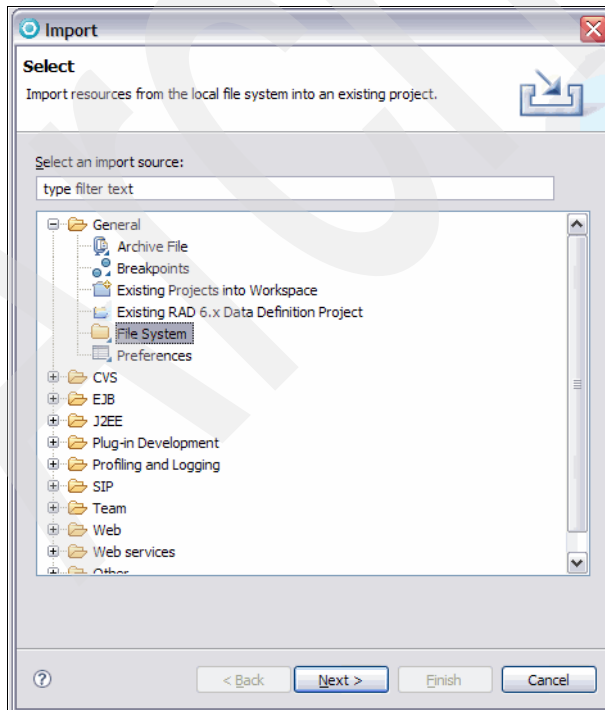 Import
Select
Import resources from the local file system into an existing project.
Select an import source:
type filter text
General
Archive File
Breakpoints
Existing Projects into Workspace
Existing RAD 6.x Data Definition Project
File System
Preferences
CVS
EJB
J2EE
Plug-in Development
Profiling and Logging
SIP
Team
Web
Web services
Other
?
< Back
Next >
Finish
Cancel